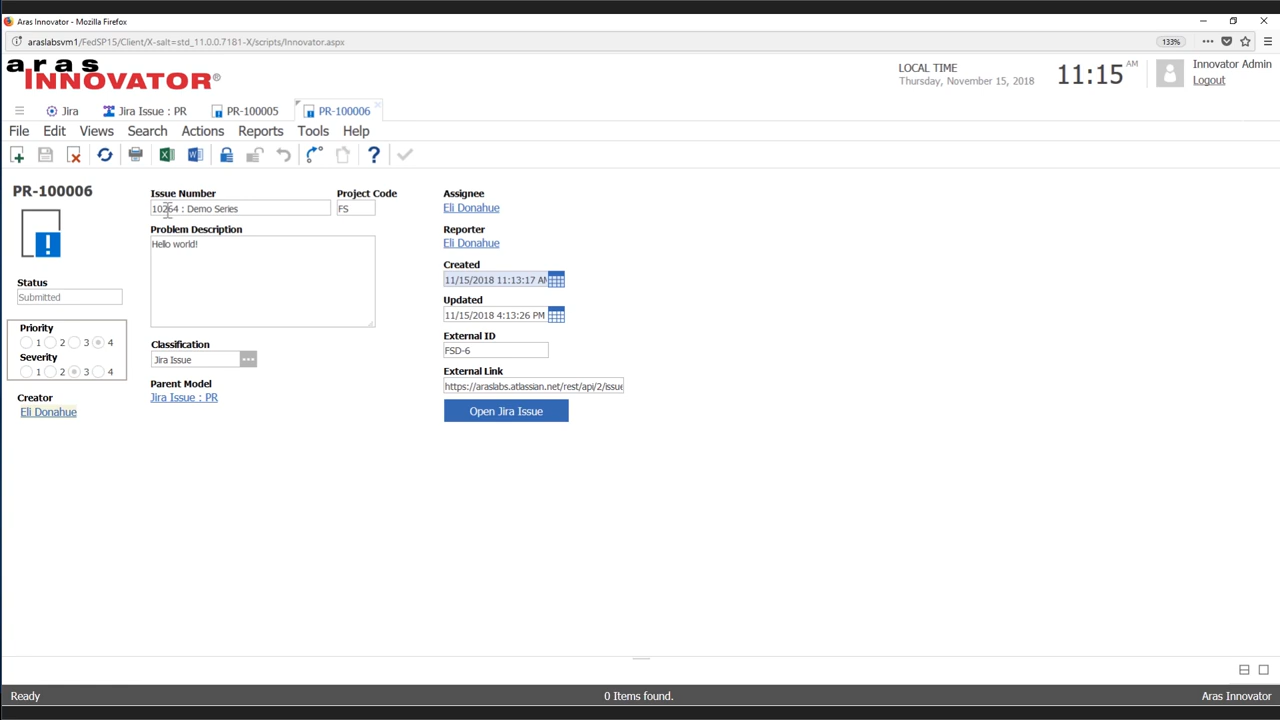 Aras Innovator - Mozilla Firefox
araslabsvm1/FedSP15/Client/X-salt=std_11.0.0.7181-X/scripts/Innovator.aspx
133%
aras
INNOVATOR®
LOCAL TIME
Thursday, November 15, 2018
11:15 AM
Innovator Admin
Logout
Jira
Jira Issue : PR
PR-100005
PR-100006
File Edit Views Search Actions Reports Tools Help
PR-100006
Issue Number
10264 : Demo Series
Project Code
FS
Problem Description
Hello world!
Status
Submitted
Priority
1 2 3 4
Severity
1 2 3 4
Creator
Eli Donahue
Classification
Jira Issue
Parent Model
Jira Issue : PR
Assignee
Eli Donahue
Reporter
Eli Donahue
Created
11/15/2018 11:13:17 AM
Updated
11/15/2018 4:13:26 PM
External ID
FSD-6
External Link
https://araslabs.atlassian.net/rest/api/2/issue
Open Jira Issue
Ready
0 Items found.
Aras Innovator